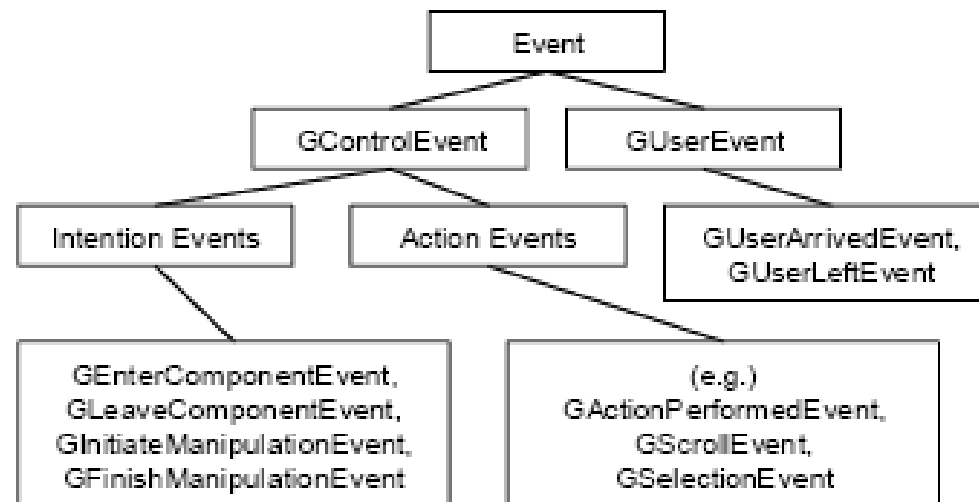 Event
GControlEvent
GUserEvent
Intention Events
Action Events
GUserArrivedEvent,
GUserLeftEvent
GEnterComponentEvent,
GLeaveComponentEvent,
GInitiateManipulationEvent,
GFinishManipulationEvent
(e.g.)
GActionPerformedEvent,
GScrollEvent,
GSelectionEvent